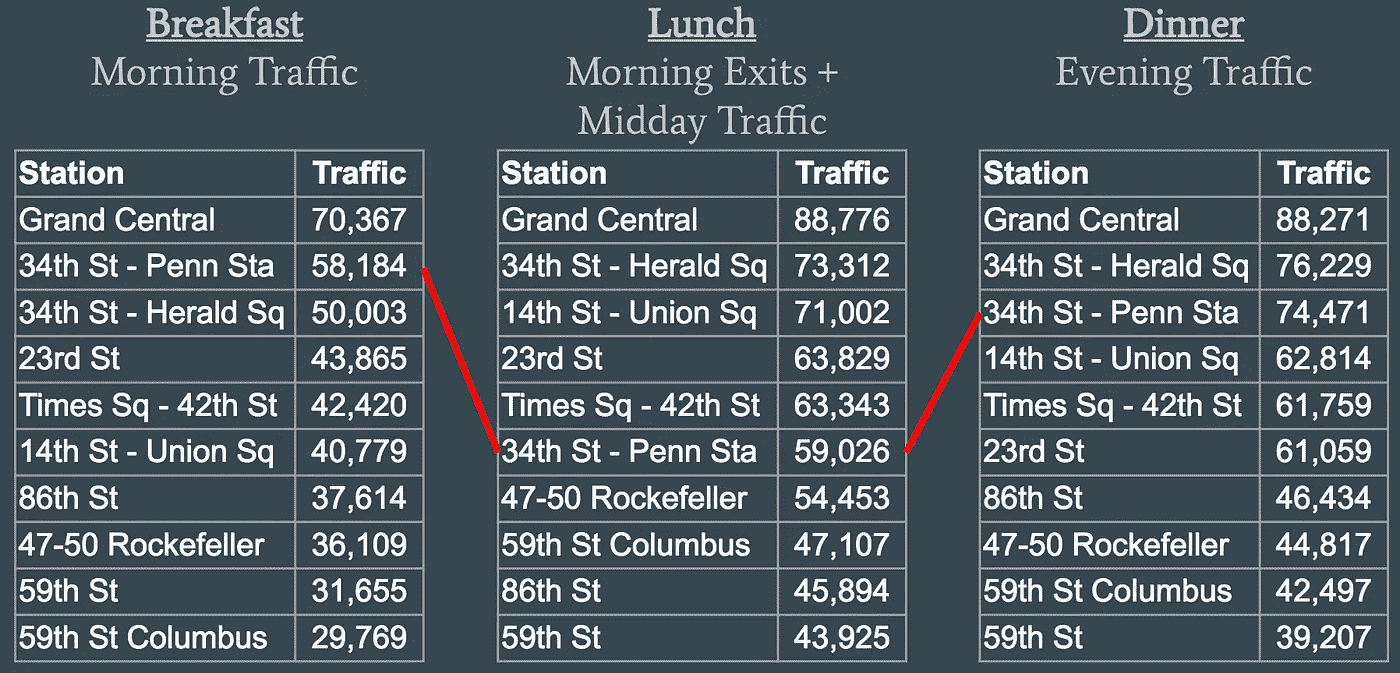 Breakfast
Morning Traffic
Station Traffic
Grand Central 70,367
34th St - Penn Sta 58,184
34th St - Herald Sq 50,003
23rd St 43,865
Times Sq - 42th St 42,420
14th St - Union Sq 40,779
86th St 37,614
47-50 Rockefeller 36,109
59th St 31,655
59th St Columbus 29,769
Lunch
Morning Exits +
Midday Traffic
Station Traffic
Grand Central 88,776
34th St - Herald Sq 73,312
14th St - Union Sq 71,002
23rd St 63,829
Times Sq - 42th St 63,343
34th St - Penn Sta 59,026
47-50 Rockefeller 54,453
59th St Columbus 47,107
86th St 45,894
59th St 43,925
Dinner
Evening Traffic
Station Traffic
Grand Central 88,271
34th St - Herald Sq 76,229
34th St - Penn Sta 74,471
14th St - Union Sq 62,814
Times Sq - 42th St 61,759
23rd St 61,059
86th St 46,434
47-50 Rockefeller 44,817
59th St Columbus 42,497
59th St 39,207